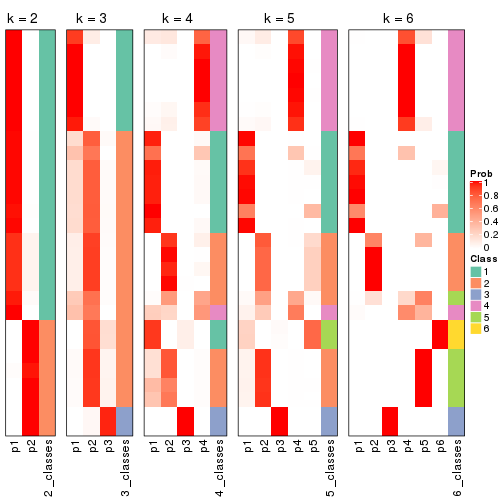 k = 2
k = 3
k = 4
k = 5
k = 6
Prob
1
0.8
0.6
0.4
0.2
0
Class
1
2
3
4
5
6
p1
p2
2_classes
p1
p2
p3
3_classes
p1
p2
p3
p4
4_classes
p1
p2
p3
p4
p5
5_classes
p1
p2
p3
p4
p5
p6
6_classes